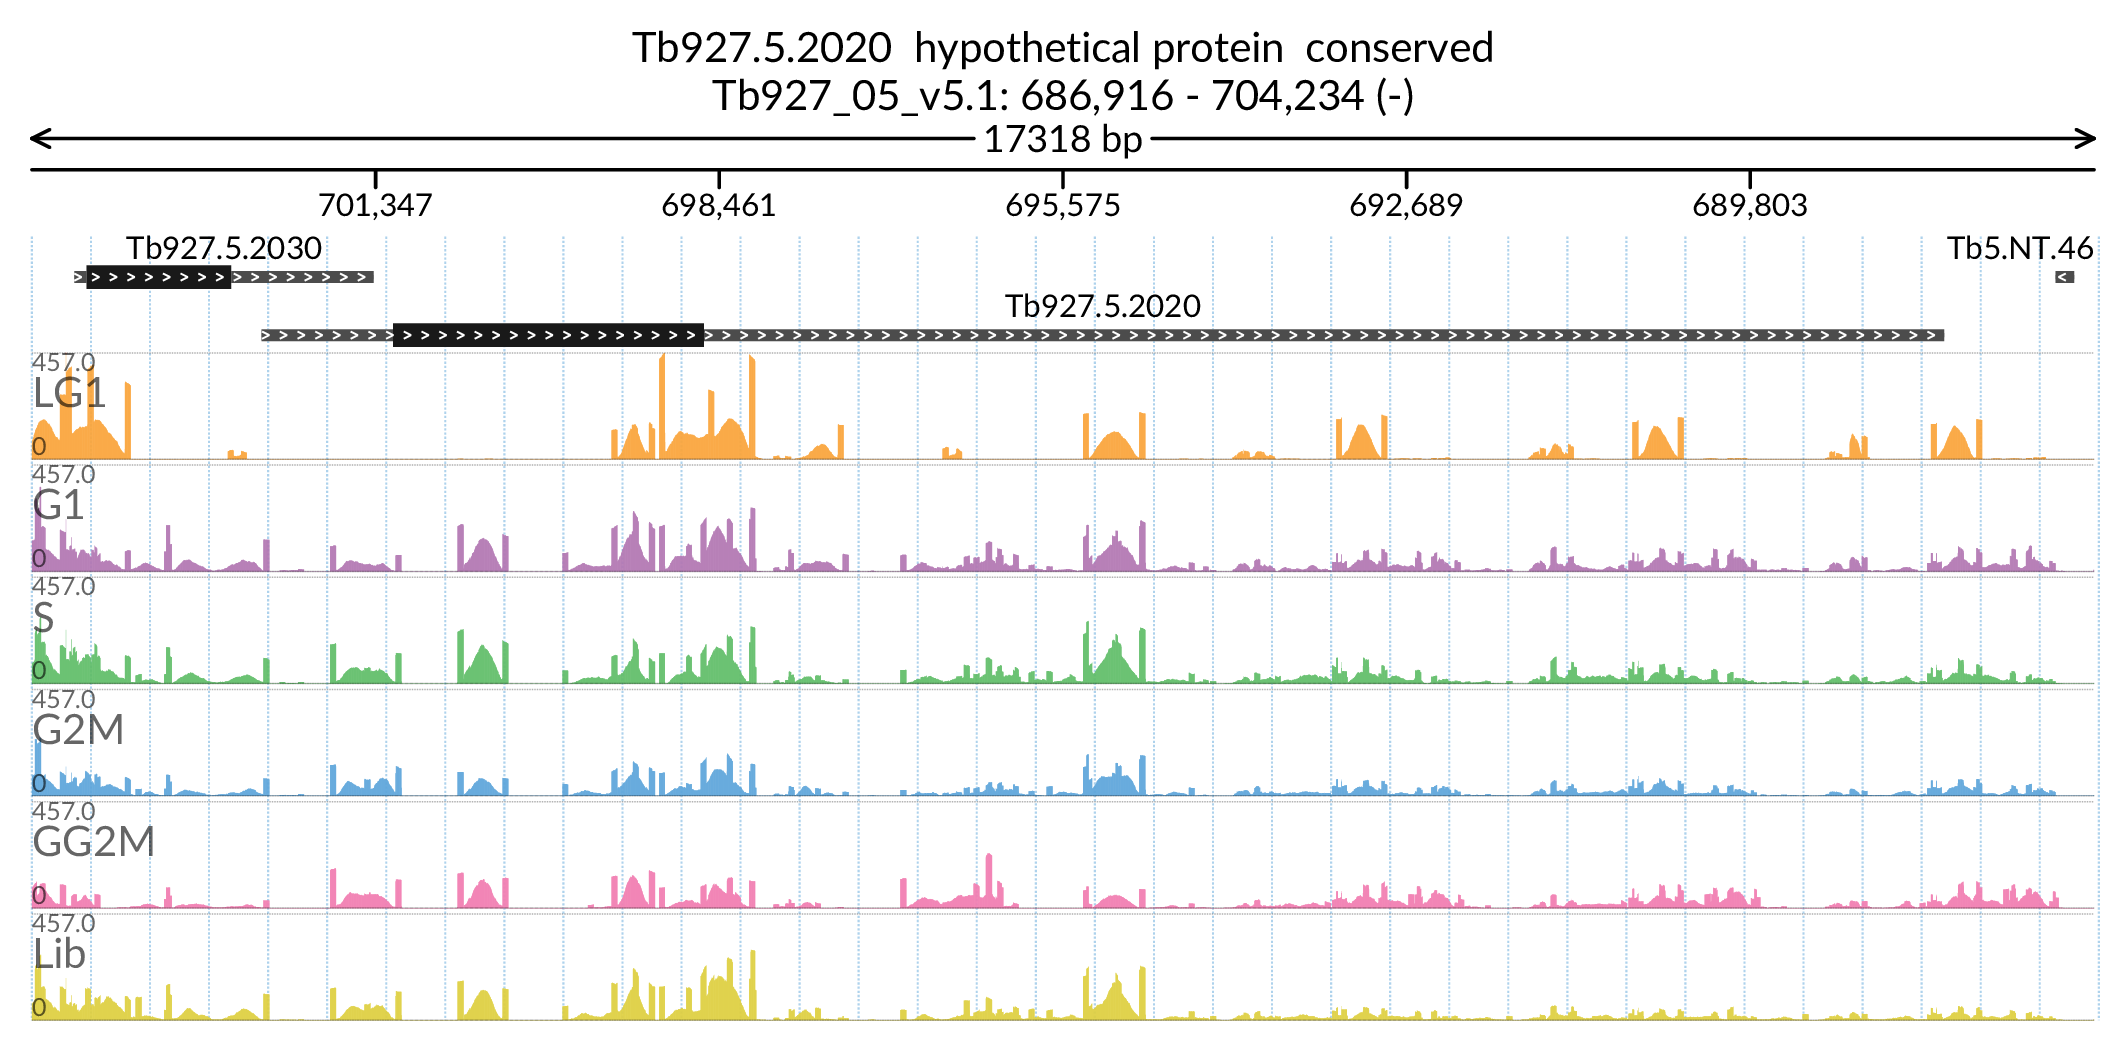 Tb927.5.2020 hypothetical protein conserved
Tb927_05_v5.1: 686,916 - 704,234 (-)
17318 bp
701,347 698,461 695,575 692,689 689,803
Tb927.5.2030 Tb5.NT.46
Tb927.5.2020
457.0
LG1
0
457.0
G1
0
457.0
S
0
457.0
G2M
0
457.0
GG2M
0
457.0
Lib
0